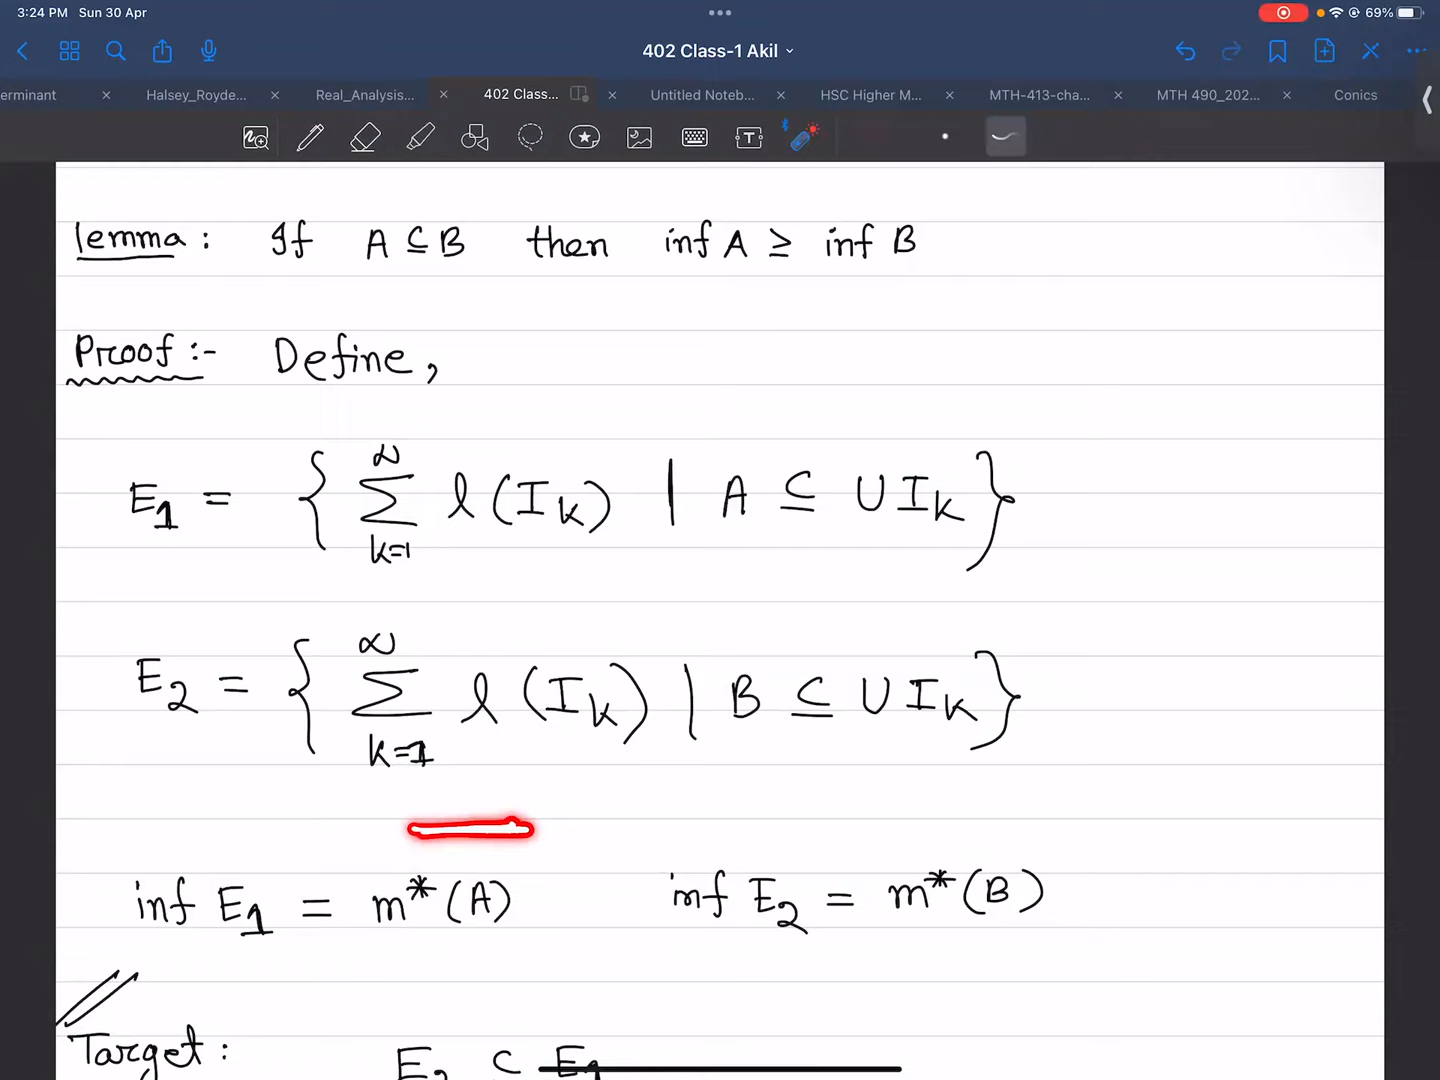 3:24 PM Sun 30 Apr
69%
402 Class-1 Akil
erminant
Halsey_Royde...
Real_Analysis...
402 Class...
Untitled Noteb...
HSC Higher M...
MTH-413-cha...
MTH 490_202...
Conics
lemma : If A ⊆ B then inf A ≥ inf B
Proof :- Define,
E₁ = { ∑_{k=1}^{∞} l(I_k) | A ⊆ ∪ I_k }
E₂ = { ∑_{k=1}^{∞} l(I_k) | B ⊆ ∪ I_k }
inf E₁ = m*(A) inf E₂ = m*(B)
Target : E₂ ⊂ E₁